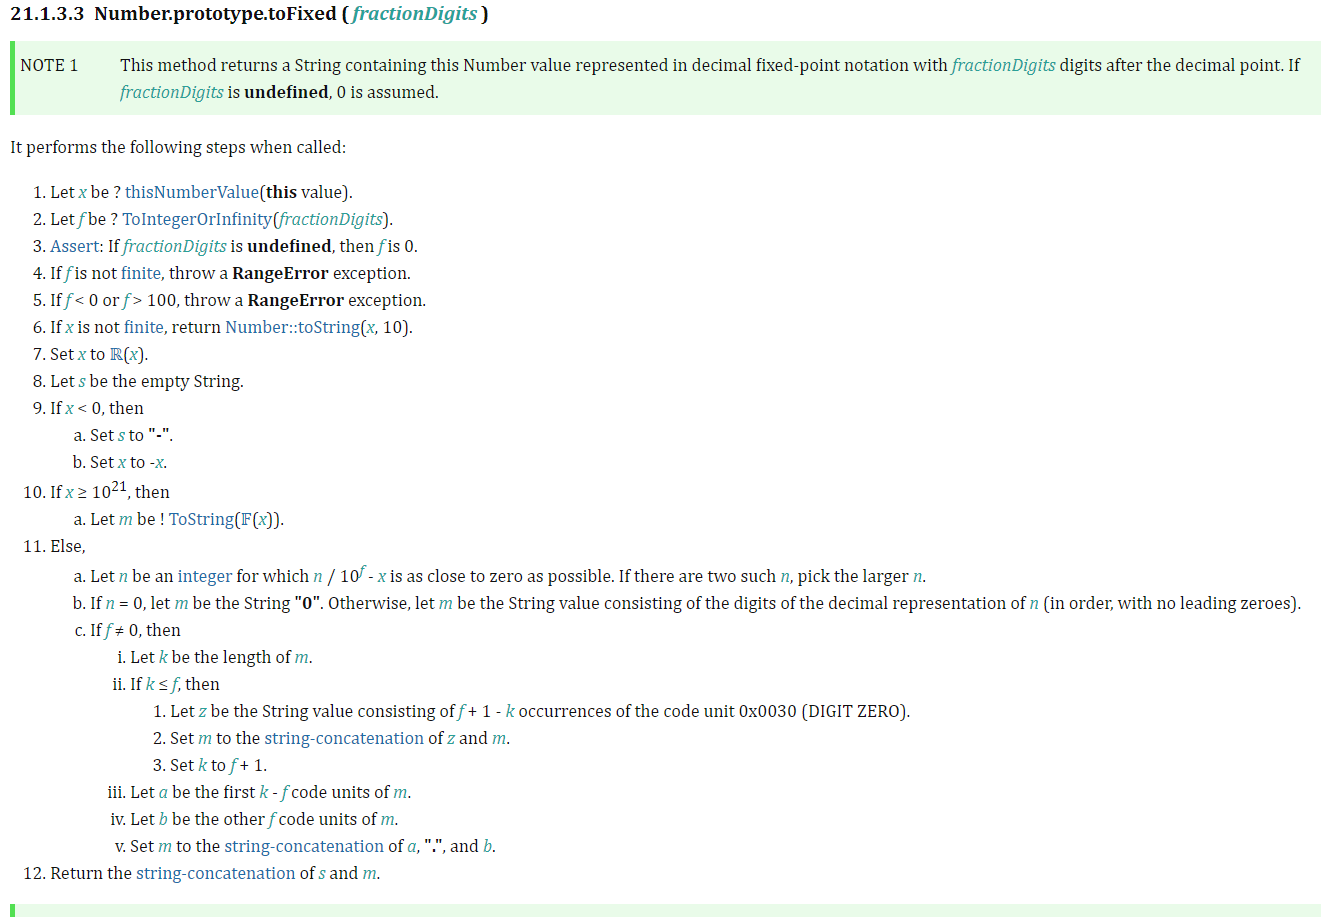 21.1.3.3 Number.prototype.toFixed ( fractionDigits )
NOTE 1 This method returns a String containing this Number value represented in decimal fixed-point notation with fractionDigits digits after the decimal point. If
fractionDigits is undefined, 0 is assumed.
It performs the following steps when called:
1. Let x be ? thisNumberValue(this value).
2. Let f be ? ToIntegerOrInfinity(fractionDigits).
3. Assert: If fractionDigits is undefined, then f is 0.
4. If f is not finite, throw a RangeError exception.
5. If f < 0 or f > 100, throw a RangeError exception.
6. If x is not finite, return Number::toString(x, 10).
7. Set x to ℝ(x).
8. Let s be the empty String.
9. If x < 0, then
a. Set s to "-".
b. Set x to -x.
10. If x ≥ 10²¹, then
a. Let m be ! ToString(𝔽(x)).
11. Else,
a. Let n be an integer for which n / 10ᶠ - x is as close to zero as possible. If there are two such n, pick the larger n.
b. If n = 0, let m be the String "0". Otherwise, let m be the String value consisting of the digits of the decimal representation of n (in order, with no leading zeroes).
c. If f ≠ 0, then
i. Let k be the length of m.
ii. If k ≤ f, then
1. Let z be the String value consisting of f + 1 - k occurrences of the code unit 0x0030 (DIGIT ZERO).
2. Set m to the string-concatenation of z and m.
3. Set k to f + 1.
iii. Let a be the first k - f code units of m.
iv. Let b be the other f code units of m.
v. Set m to the string-concatenation of a, ".", and b.
12. Return the string-concatenation of s and m.